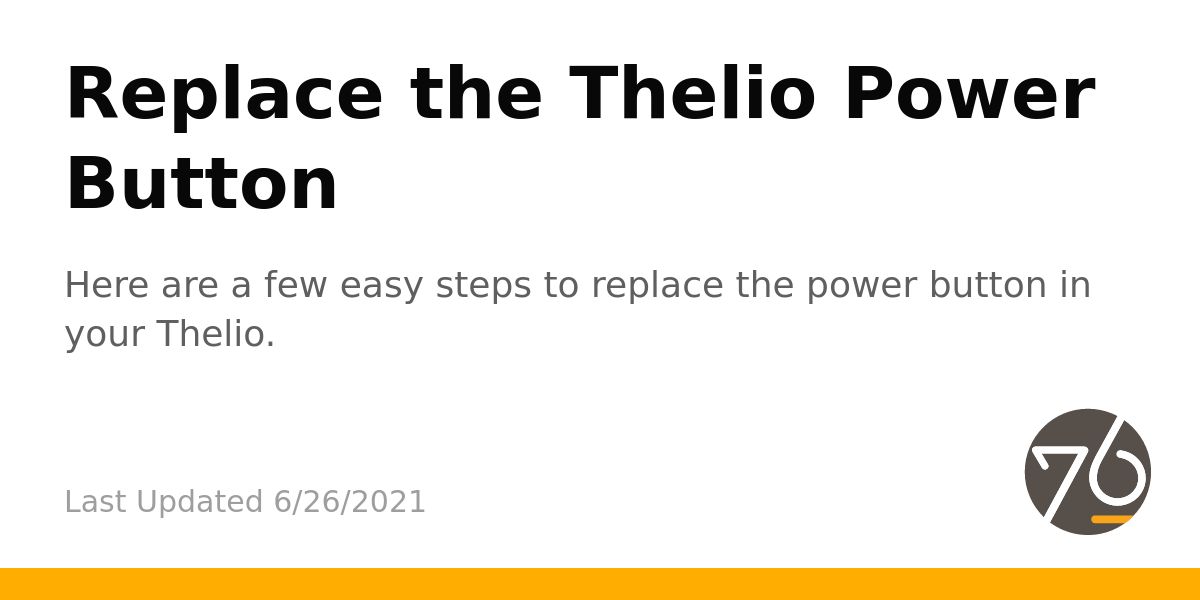 Replace the Thelio Power
Button
Here are a few easy steps to replace the power button in
your Thelio.
Last Updated 6/26/2021
76